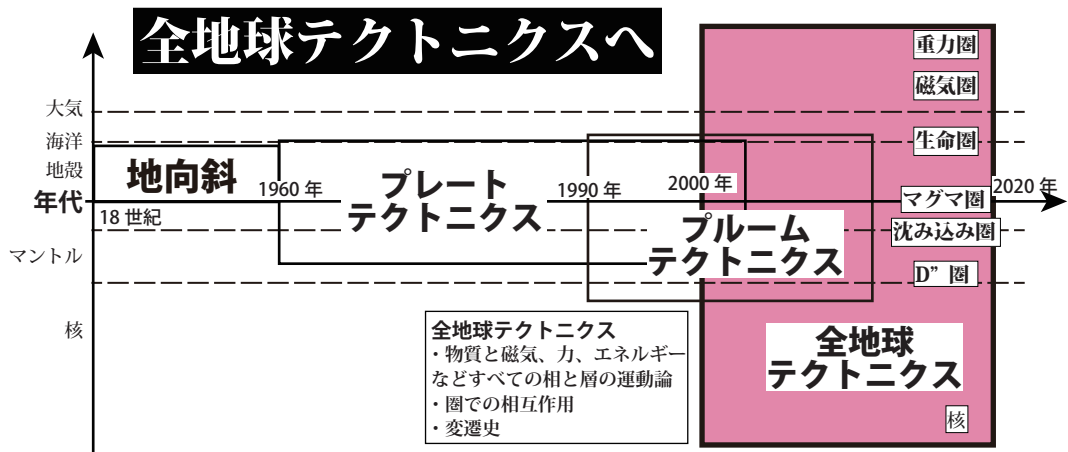 全地球テクトニクスへ
重力圏
磁気圏
大気
海洋
生命圏
地殻
地向斜
年代
18 世紀
1960 年
プレート
テクトニクス
1990 年
2000 年
マグマ圏
2020 年
沈み込み圏
プルーム
テクトニクス
マントル
D” 圏
核
全地球テクトニクス
・物質と磁気、力、エネルギー
などすべての相と層の運動論
・圏での相互作用
・変遷史
全地球
テクトニクス
核